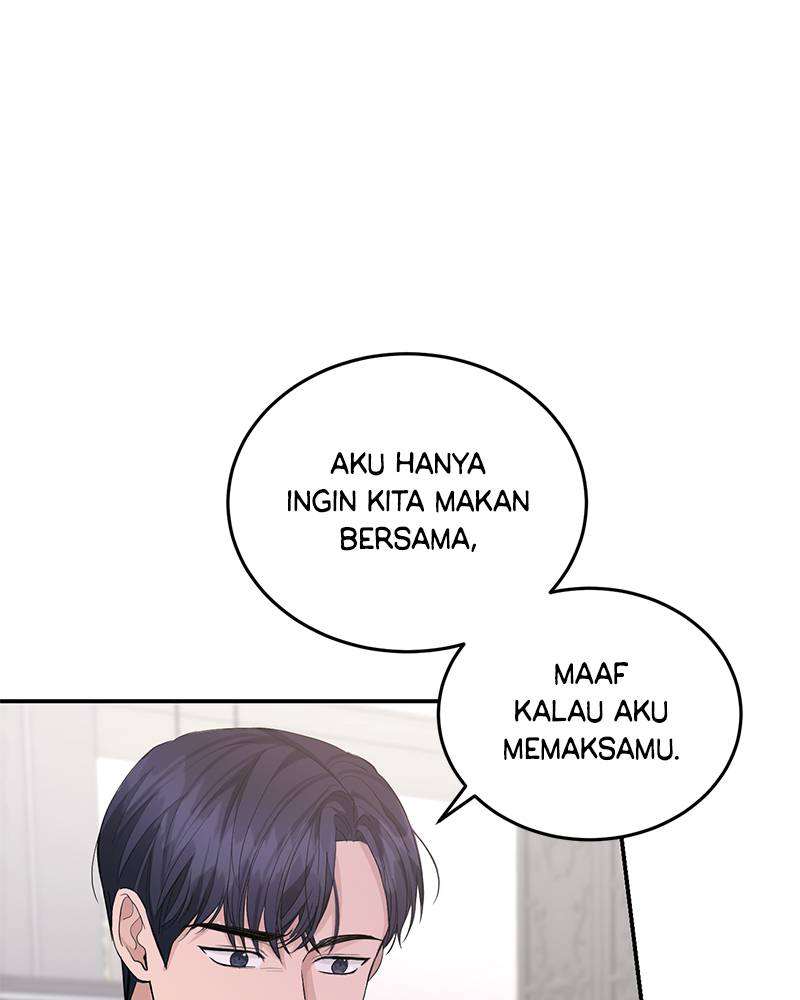 AKU HANYA
INGIN KITA MAKAN
BERSAMA,
MAAF
KALAU AKU
MEMAKSAMU.